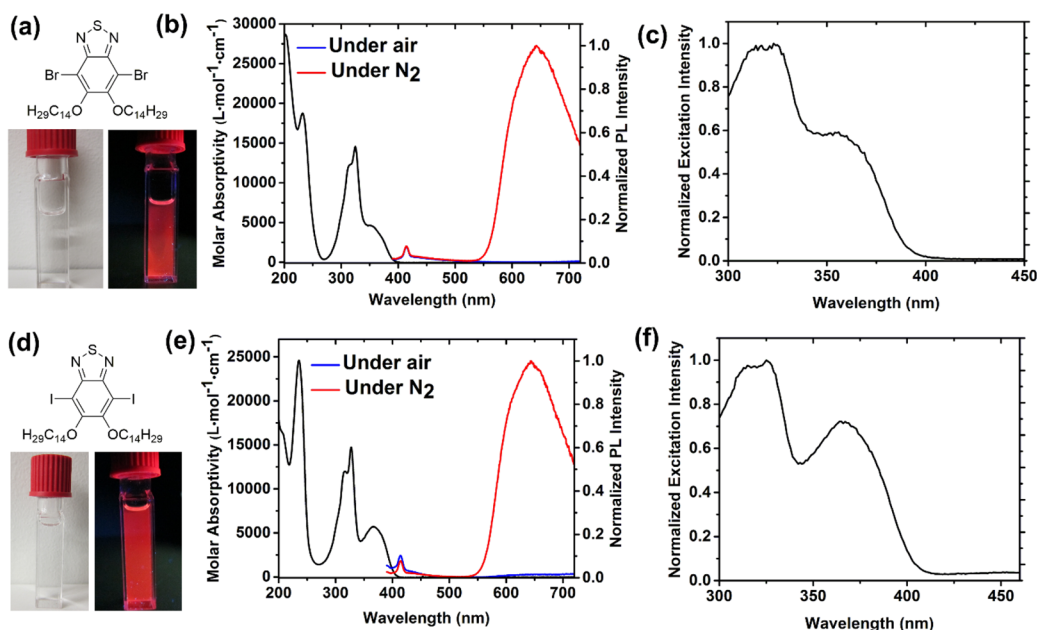 (a)
S
N N
Br Br
H₂₉C₁₄O OC₁₄H₂₉
(b)
Under air
Under N₂
Molar Absorptivity (L-mol⁻¹·cm⁻¹)
30000
25000
20000
15000
10000
5000
0
200 300 400 500 600 700
Wavelength (nm)
1.0
0.8
0.6
0.4
0.2
0.0
Normalized PL Intensity
(c)
Normalized Excitation Intensity
1.0
0.8
0.6
0.4
0.2
0.0
300 350 400 450
Wavelength (nm)
(d)
S
N N
I I
H₂₉C₁₄O OC₁₄H₂₉
(e)
Under air
Under N₂
Molar Absorptivity (L-mol⁻¹·cm⁻¹)
25000
20000
15000
10000
5000
0
200 300 400 500 600 700
Wavelength (nm)
1.0
0.8
0.6
0.4
0.2
0.0
Normalized PL Intensity
(f)
Normalized Excitation Intensity
1.0
0.8
0.6
0.4
0.2
0.0
300 350 400 450
Wavelength (nm)